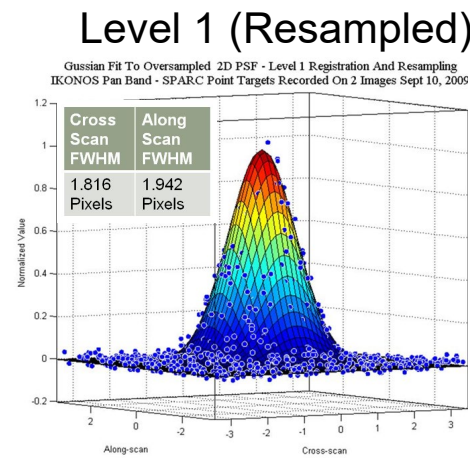 Level 1 (Resampled)
Gussian Fit To Oversampled 2D PSF - Level 1 Registration And Resampling
IKONOS Pan Band - SPARC Point Targets Recorded On 2 Images Sept 10, 2009
Cross Scan FWHM
Along Scan FWHM
1.816 Pixels
1.942 Pixels
Normalized Value
1.2
1
0.8
0.6
0.4
0.2
0
-0.2
2
0
-2
-3
-2
-1
0
1
2
3
Along-scan
Cross-scan